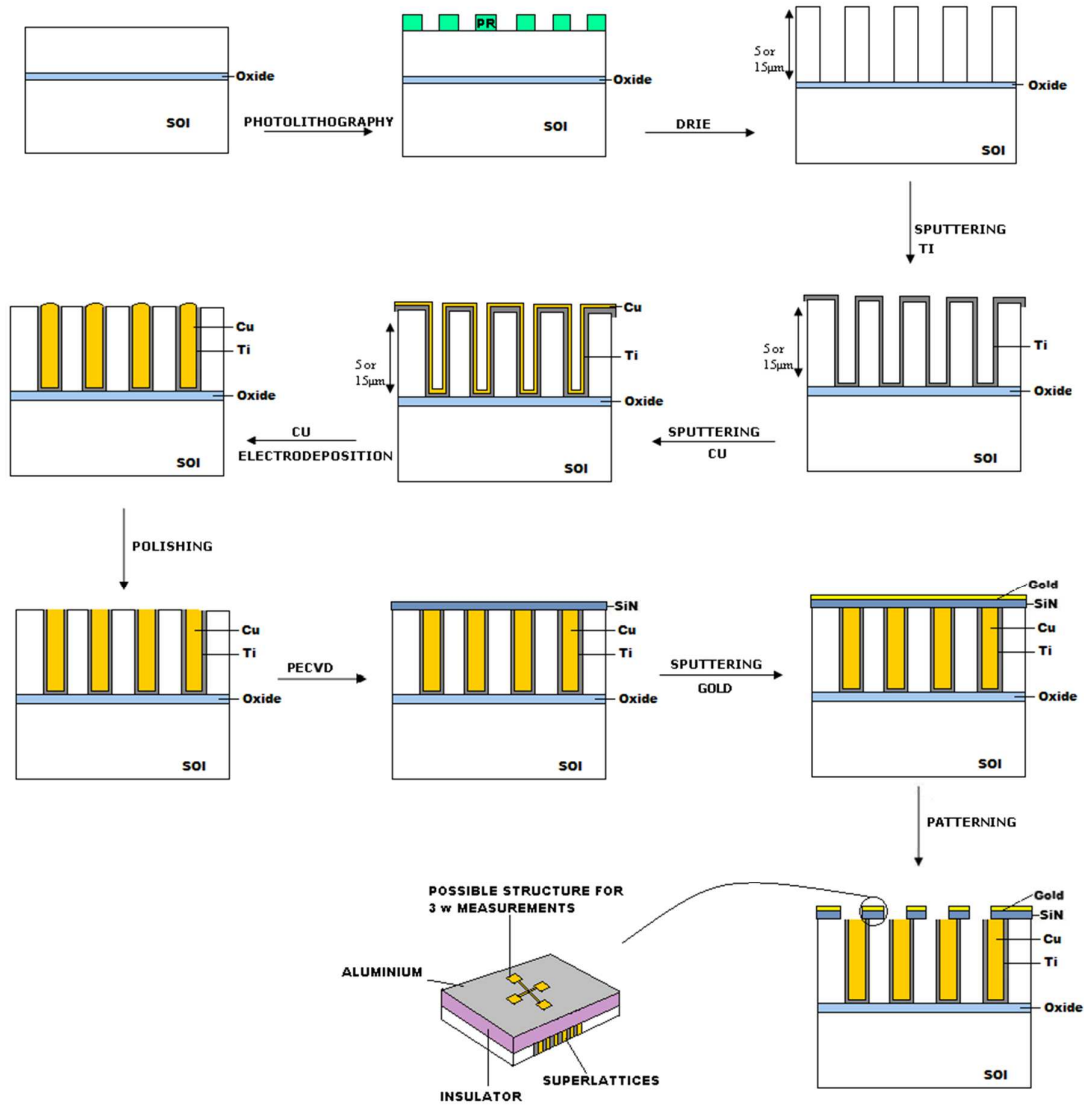 Oxide
SOI
PHOTOLITHOGRAPHY
PR
Oxide
SOI
DRIE
5 or
15µm
Oxide
SOI
SPUTTERING
TI
Cu
Ti
Oxide
SOI
CU
ELECTRODEPOSITION
5 or
15µm
Cu
Ti
Oxide
SOI
SPUTTERING
CU
5 or
15µm
Ti
Oxide
SOI
POLISHING
Cu
Ti
Oxide
SOI
PECVD
SiN
Cu
Ti
Oxide
SOI
SPUTTERING
GOLD
Gold
SiN
Cu
Ti
Oxide
SOI
PATTERNING
POSSIBLE STRUCTURE FOR
3 w MEASUREMENTS
ALUMINIUM
INSULATOR
SUPERLATTICES
Gold
SiN
Cu
Ti
Oxide
SOI